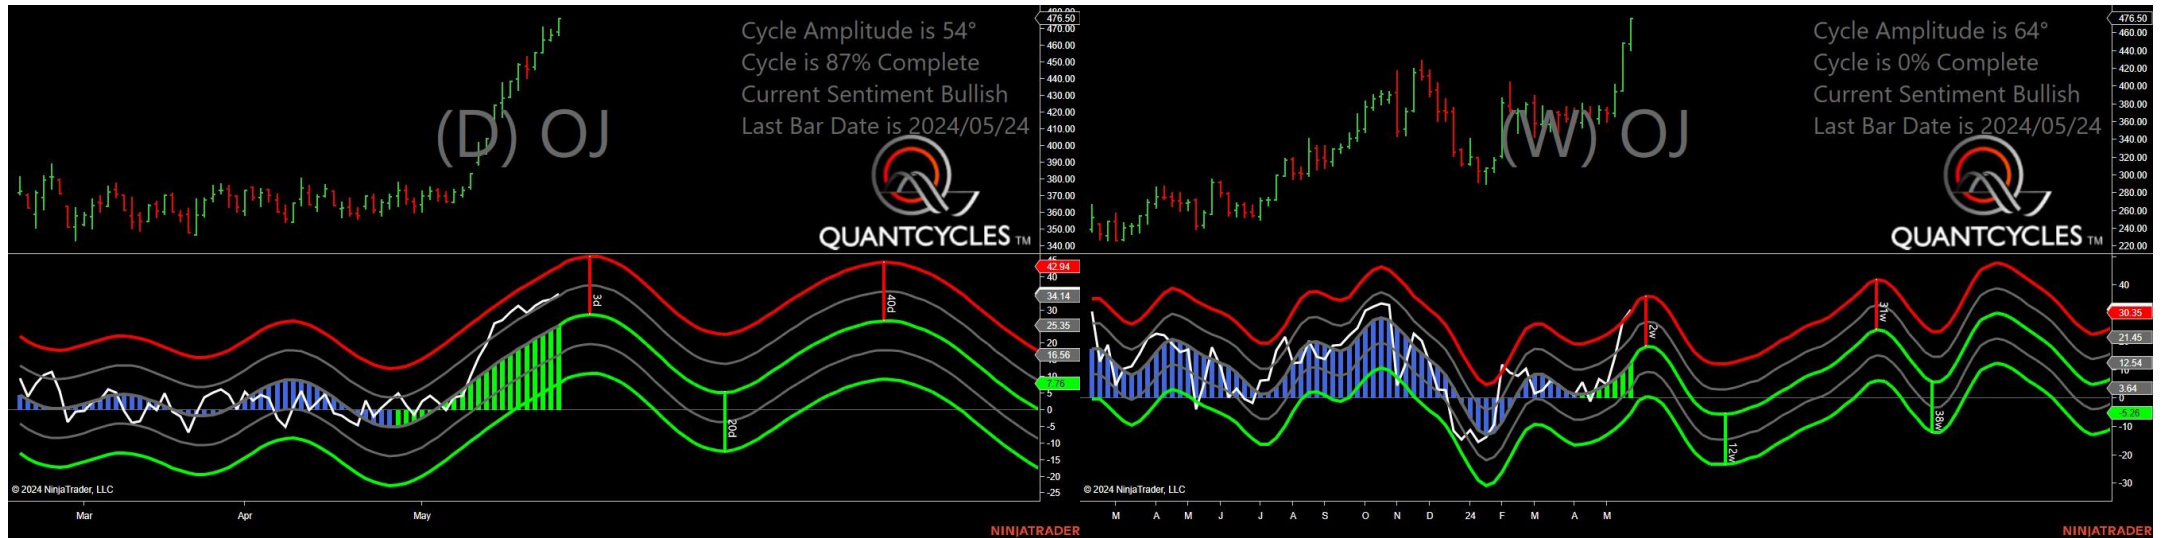 Cycle Amplitude is 54°
Cycle is 87% Complete
Current Sentiment Bullish
Last Bar Date is 2024/05/24
(D) OJ
QUANTCYCLES TM
476.50
470.00
460.00
450.00
440.00
430.00
420.00
410.00
400.00
390.00
380.00
370.00
360.00
350.00
340.00
42.94
40
34.14
30
25.35
20
16.56
10
7.76
5
0
-5
-10
-15
-20
-25
3d
20d
40d
© 2024 NinjaTrader, LLC
Mar
Apr
May
NINJATRADER
Cycle Amplitude is 64°
Cycle is 0% Complete
Current Sentiment Bullish
Last Bar Date is 2024/05/24
(W) OJ
QUANTCYCLES TM
476.50
460.00
440.00
420.00
400.00
380.00
360.00
340.00
320.00
300.00
280.00
260.00
240.00
220.00
40
30.35
21.45
12.54
10
3.64
0
-5.26
-10
-20
-30
2w
12w
31w
38w
© 2024 NinjaTrader, LLC
M
A
M
J
J
A
S
O
N
D
24
F
M
A
M
NINJATRADER